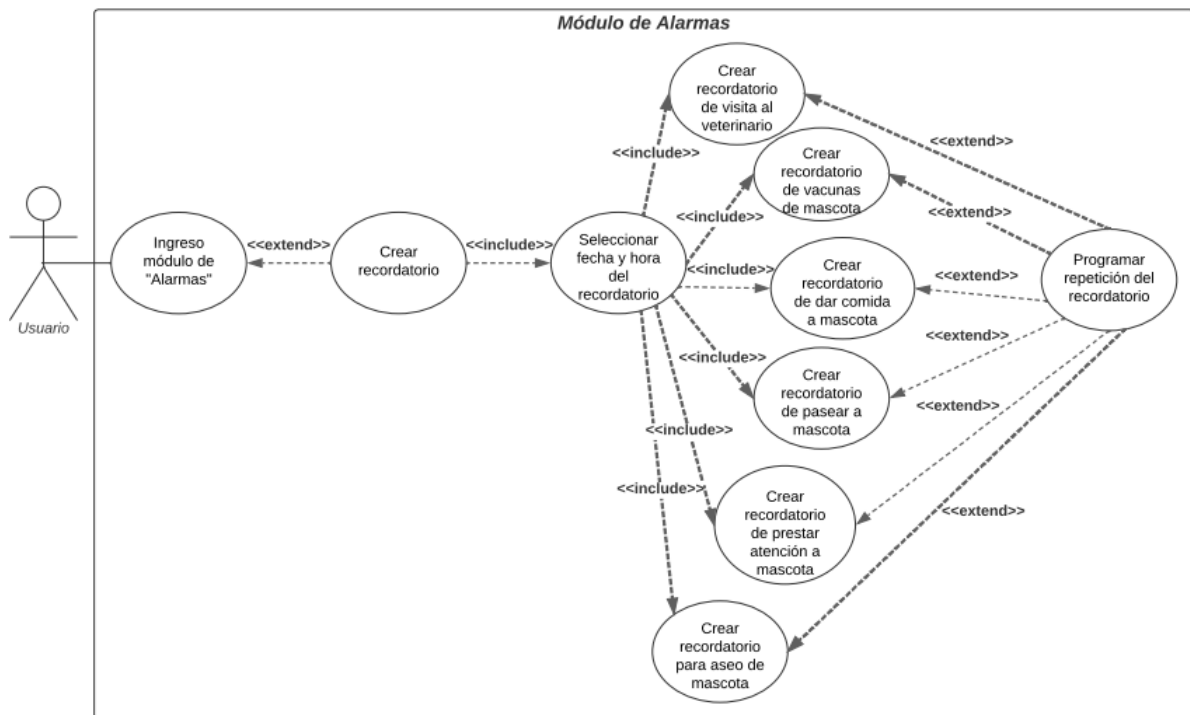 Módulo de Alarmas
Usuario
Ingreso
módulo de
"Alarmas"
<<extend>>
Crear
recordatorio
<<include>>
Seleccionar
fecha y hora
del
recordatorio
<<include>>
<<include>>
<<include>>
<<include>>
<<include>>
<<include>>
Crear
recordatorio
de visita al
veterinario
Crear
recordatorio
de vacunas
de mascota
Crear
recordatorio
de dar comida
a mascota
Crear
recordatorio
de pasear a
mascota
Crear
recordatorio
de prestar
atención a
mascota
Crear
recordatorio
para aseo de
mascota
<<extend>>
<<extend>>
<<extend>>
<<extend>>
<<extend>>
<<extend>>
Programar
repetición del
recordatorio